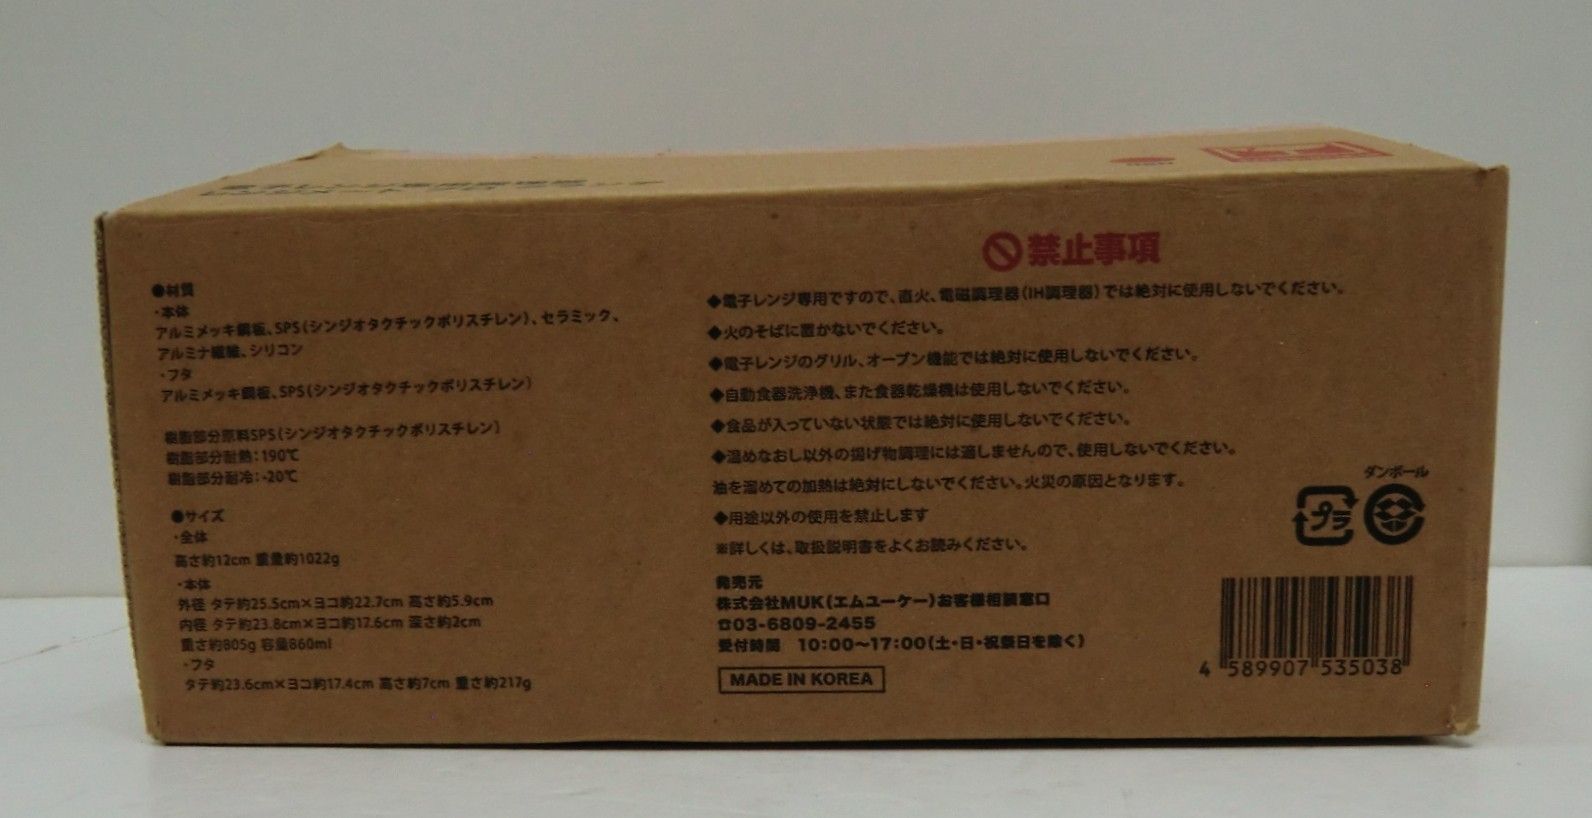 ●材質
・本体
アルミメッキ鋼板、SPS(シンジオタクチックポリスチレン)、セラミック、
アルミナ繊維、シリコン
・フタ
アルミメッキ鋼板、SPS(シンジオタクチックポリスチレン)
樹脂部分原料SPS(シンジオタクチックポリスチレン)
樹脂部分耐熱:190℃
樹脂部分耐冷:-20℃
●サイズ
・全体
高さ約12cm 重量約1022g
・本体
外径 タテ約25.5cm×ヨコ約22.7cm 高さ約5.9cm
内径 タテ約23.8cm×ヨコ約17.6cm 深さ約2cm
重さ約805g 容量860ml
・フタ
タテ約23.6cm×ヨコ約17.4cm 高さ約7cm 重さ約217g
禁止事項
◆電子レンジ専用ですので、直火、電磁調理器(IH調理器)では絶対に使用しないでください。
◆火のそばに置かないでください。
◆電子レンジのグリル、オーブン機能では絶対に使用しないでください。
◆自動食器洗浄機、また食器乾燥機は使用しないでください。
◆食品が入っていない状態では絶対に使用しないでください。
◆温めなおし以外の揚げ物調理には適しませんので、使用しないでください。
油を温めての加熱は絶対にしないでください。火災の原因となります。
◆用途以外の使用を禁止します
※詳しくは、取扱説明書をよくお読みください。
発売元
株式会社MUK(エムユーケー)お客様相談窓口
☎03-6809-2455
受付時間 10:00〜17:00(土・日・祝祭日を除く)
MADE IN KOREA
ダンボール
プラ
4 589907 535038